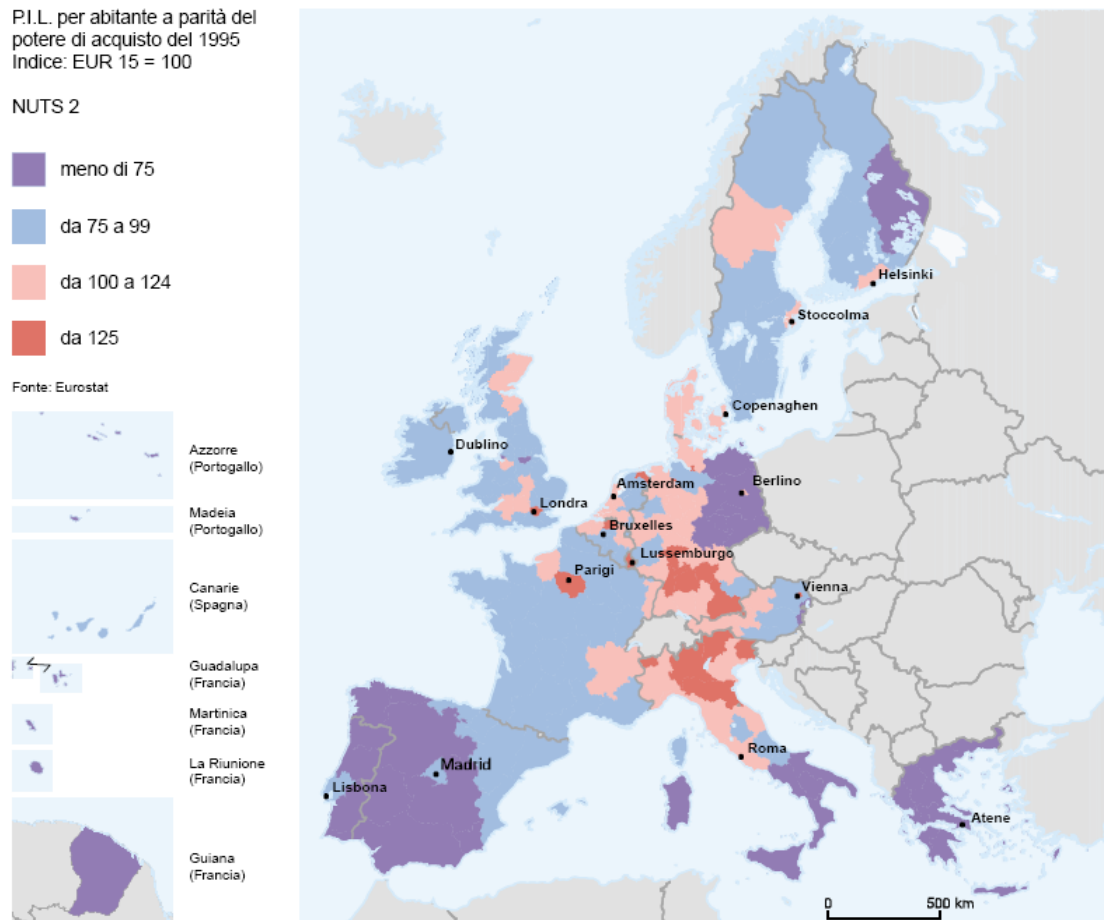 P.I.L. per abitante a parità del
potere di acquisto del 1995
Indice: EUR 15 = 100
NUTS 2
meno di 75
da 75 a 99
da 100 a 124
da 125
Fonte: Eurostat
Azzorre
(Portogallo)
Madeia
(Portogallo)
Canarie
(Spagna)
Guadalupa
(Francia)
Martinica
(Francia)
La Riunione
(Francia)
Guiana
(Francia)
Helsinki
Stoccolma
Copenaghen
Dublino
Amsterdam
Berlino
Londra
Bruxelles
Lussemburgo
Parigi
Vienna
Roma
Madrid
Lisbona
Atene
0 500 km